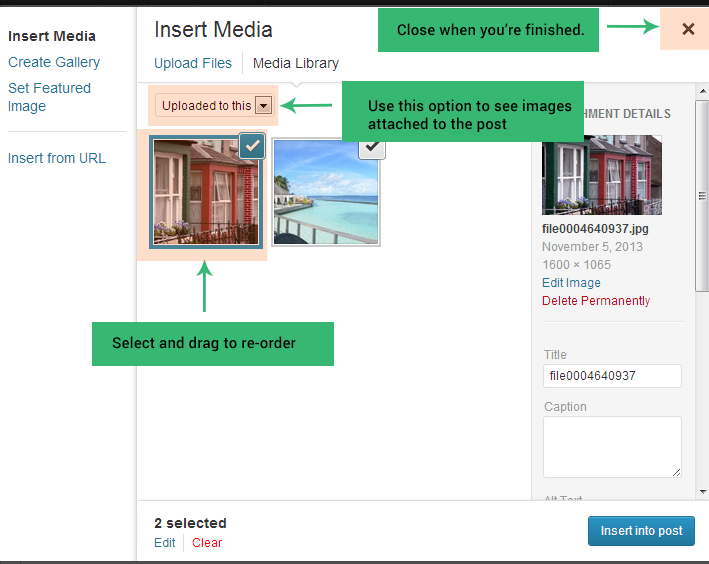 Insert Media
Create Gallery
Set Featured
Image
Insert from URL
Insert Media
Close when you’re finished.
Upload Files
Media Library
Uploaded to this
Use this option to see images
attached to the post
HMENT DETAILS
file0004640937.jpg
November 5, 2013
1600 × 1065
Edit Image
Delete Permanently
Select and drag to re-order
Title
file0004640937
Caption
2 selected
Edit
Clear
Insert into post